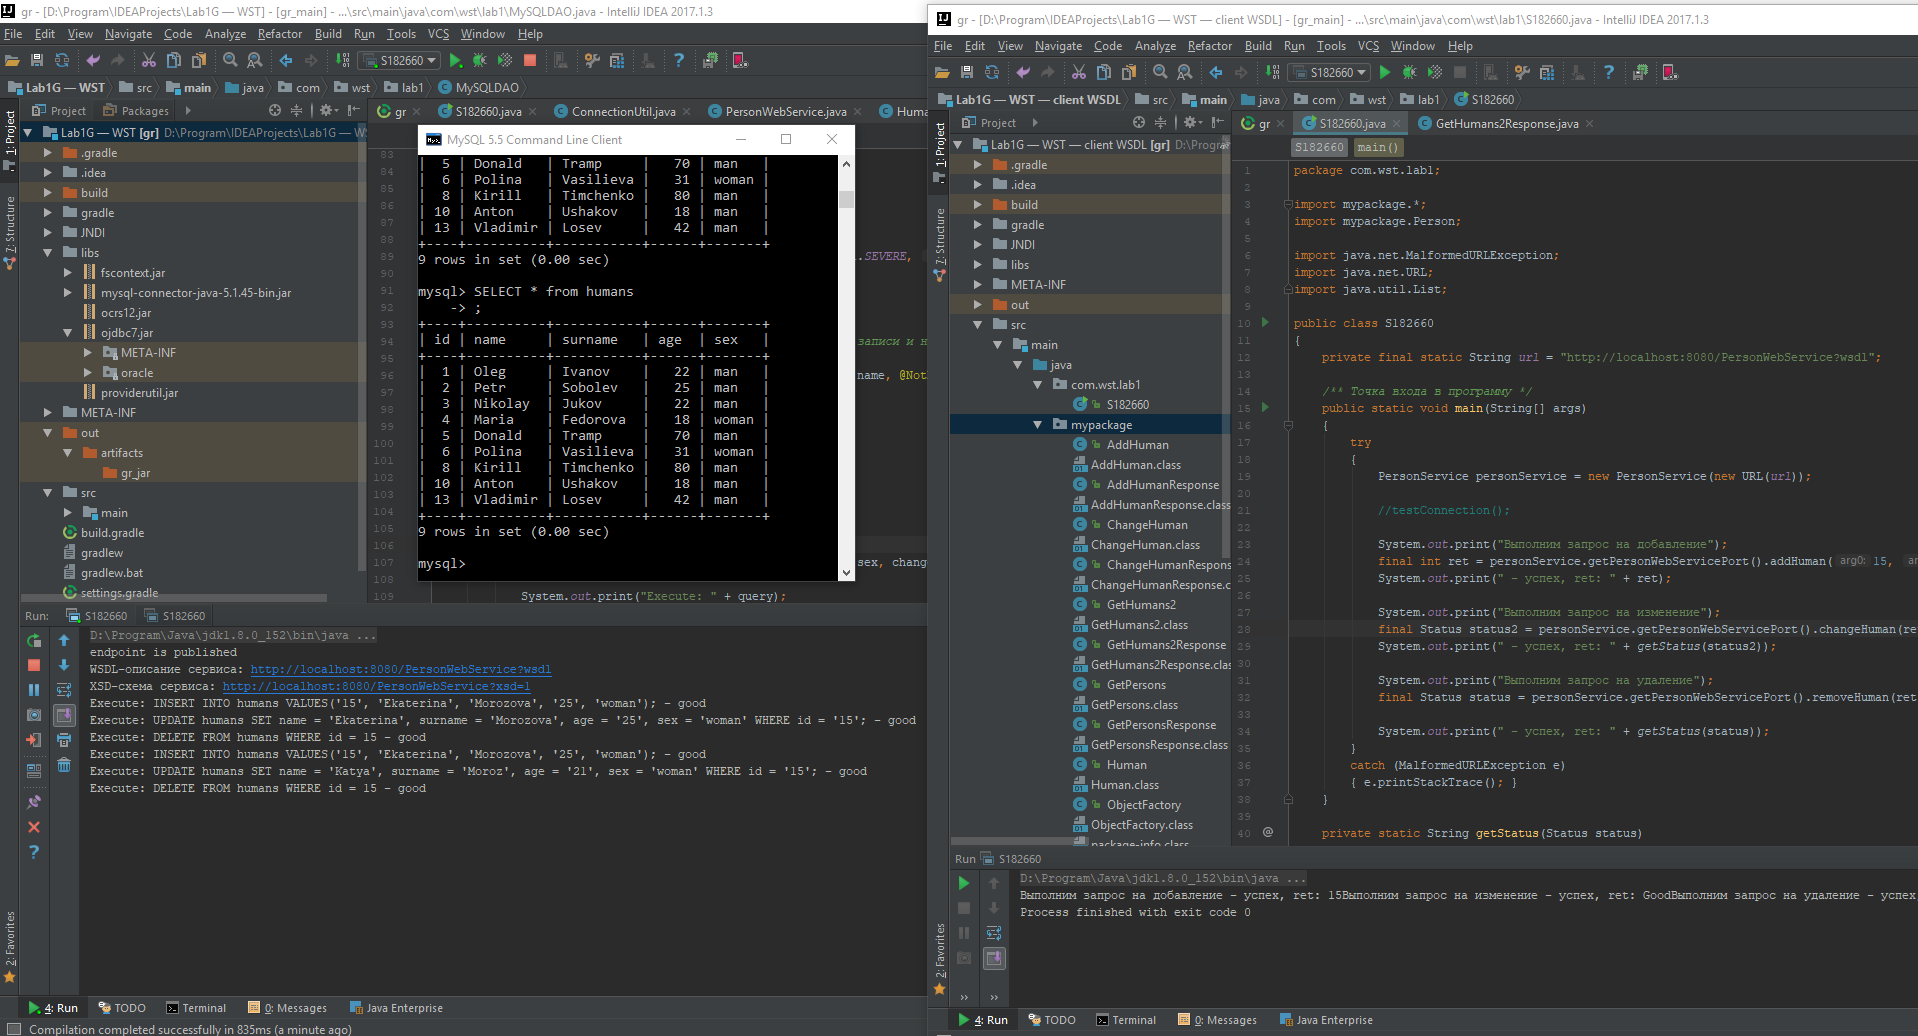 gr - [D:\Program\IDEAProjects\Lab1G — WST] - [gr_main] - ...\src\main\java\com\wst\lab1\MySQLDAO.java - IntelliJ IDEA 2017.1.3
File Edit View Navigate Code Analyze Refactor Build Run Tools VCS Window Help
S182660
Lab1G — WST src main java com wst lab1 MySQLDAO
Project Packages
gr S182660.java ConnectionUtil.java PersonWebService.java Huma
1: Project
7: Structure
2: Favorites
Lab1G — WST [gr] D:\Program\IDEAProjects\Lab1G — W
.gradle
.idea
build
gradle
JNDI
libs
fscontext.jar
mysql-connector-java-5.1.45-bin.jar
ocrs12.jar
ojdbc7.jar
META-INF
oracle
providerutil.jar
META-INF
out
artifacts
gr_jar
src
main
build.gradle
gradlew
gradlew.bat
settings.gradle
83
84
85
86
87
88
89
90
91
92
93
94
95
96
97
98
99
100
101
102
103
104
105
106
107
108
109
.SEVERE,
записи и н
name, @Not
sex, chang
System.out.print("Execute: " + query);
MySQL 5.5 Command Line Client
| 5 | Donald | Tramp | 70 | man |
| 6 | Polina | Vasilieva | 31 | woman |
| 8 | Kirill | Timchenko | 80 | man |
| 10 | Anton | Ushakov | 18 | man |
| 13 | Vladimir | Losev | 42 | man |
+----+----------+-----------+------+-------+
9 rows in set (0.00 sec)
mysql> SELECT * from humans
-> ;
+----+----------+-----------+------+-------+
| id | name | surname | age | sex |
+----+----------+-----------+------+-------+
| 1 | Oleg | Ivanov | 22 | man |
| 2 | Petr | Sobolev | 25 | man |
| 3 | Nikolay | Jukov | 22 | man |
| 4 | Maria | Fedorova | 18 | woman |
| 5 | Donald | Tramp | 70 | man |
| 6 | Polina | Vasilieva | 31 | woman |
| 8 | Kirill | Timchenko | 80 | man |
| 10 | Anton | Ushakov | 18 | man |
| 13 | Vladimir | Losev | 42 | man |
+----+----------+-----------+------+-------+
9 rows in set (0.00 sec)
mysql>
Run: S182660 S182660
D:\Program\Java\jdk1.8.0_152\bin\java ...
endpoint is published
WSDL-описание сервиса: http://localhost:8080/PersonWebService?wsdl
XSD-схема сервиса: http://localhost:8080/PersonWebService?xsd=1
Execute: INSERT INTO humans VALUES('15', 'Ekaterina', 'Morozova', '25', 'woman'); - good
Execute: UPDATE humans SET name = 'Ekaterina', surname = 'Morozova', age = '25', sex = 'woman' WHERE id = '15'; - good
Execute: DELETE FROM humans WHERE id = 15 - good
Execute: INSERT INTO humans VALUES('15', 'Ekaterina', 'Morozova', '25', 'woman'); - good
Execute: UPDATE humans SET name = 'Katya', surname = 'Moroz', age = '21', sex = 'woman' WHERE id = '15'; - good
Execute: DELETE FROM humans WHERE id = 15 - good
4: Run TODO Terminal 0: Messages Java Enterprise
Compilation completed successfully in 835ms (a minute ago)
gr - [D:\Program\IDEAProjects\Lab1G — WST — client WSDL] - [gr_main] - ...\src\main\java\com\wst\lab1\S182660.java - IntelliJ IDEA 2017.1.3
File Edit View Navigate Code Analyze Refactor Build Run Tools VCS Window Help
S182660
Lab1G — WST — client WSDL src main java com wst lab1 S182660
Project
gr S182660.java GetHumans2Response.java
1: Project
7: Structure
2: Favorites
Lab1G — WST — client WSDL [gr] D:\Progra
.gradle
.idea
build
gradle
JNDI
libs
META-INF
out
src
main
java
com.wst.lab1
S182660
mypackage
AddHuman
AddHuman.class
AddHumanResponse
AddHumanResponse.class
ChangeHuman
ChangeHuman.class
ChangeHumanRespons
ChangeHumanResponse.c
GetHumans2
GetHumans2.class
GetHumans2Response
GetHumans2Response.clas
GetPersons
GetPersons.class
GetPersonsResponse
GetPersonsResponse.class
Human
Human.class
ObjectFactory
ObjectFactory.class
package-info.class
S182660 main()
1 package com.wst.lab1;
2
3 import mypackage.*;
4 import mypackage.Person;
5
6 import java.net.MalformedURLException;
7 import java.net.URL;
8 import java.util.List;
9
10 public class S182660
11 {
12 private final static String url = "http://localhost:8080/PersonWebService?wsdl";
13
14 /** Точка входа в программу */
15 public static void main(String[] args)
16 {
17 try
18 {
19 PersonService personService = new PersonService(new URL(url));
20
21 //testConnection();
22
23 System.out.print("Выполним запрос на добавление");
24 final int ret = personService.getPersonWebServicePort().addHuman( arg0: 15, ar
25 System.out.print(" - успех, ret: " + ret);
26
27 System.out.print("Выполним запрос на изменение");
28 final Status status2 = personService.getPersonWebServicePort().changeHuman(re
29 System.out.print(" - успех, ret: " + getStatus(status2));
30
31 System.out.print("Выполним запрос на удаление");
32 final Status status = personService.getPersonWebServicePort().removeHuman(ret
33
34 System.out.print(" - успех, ret: " + getStatus(status));
35 }
36 catch (MalformedURLException e)
37 { e.printStackTrace(); }
38 }
39
40 @ private static String getStatus(Status status)
Run S182660
D:\Program\Java\jdk1.8.0_152\bin\java ...
Выполним запрос на добавление - успех, ret: 15Выполним запрос на изменение - успех, ret: GoodВыполним запрос на удаление - успех
Process finished with exit code 0
4: Run TODO Terminal 0: Messages Java Enterprise